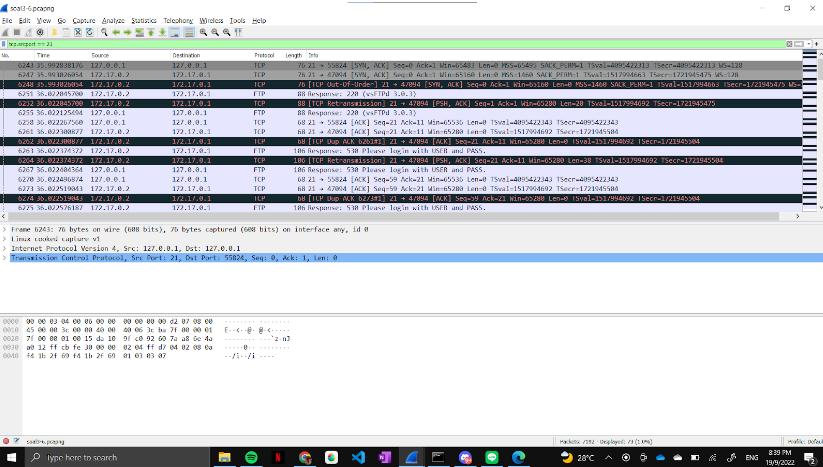 soal3-6.pcapng
File Edit View Go Capture Analyze Statistics Telephony Wireless Tools Help
tcp.srcport == 21
No. Time Source Destination Protocol Length Info
6243 35.992838176 127.0.0.1 127.0.0.1 TCP 76 21 → 55824 [SYN, ACK] Seq=0 Ack=1 Win=65483 Len=0 MSS=65495 SACK_PERM=1 TSval=4095422313 TSecr=4095422313 WS=128
6247 35.993026054 172.17.0.2 172.17.0.1 TCP 76 21 → 47094 [SYN, ACK] Seq=0 Ack=1 Win=65160 Len=0 MSS=1460 SACK_PERM=1 TSval=1517994663 TSecr=1721945475 WS=128
6248 35.993026054 172.17.0.2 172.17.0.1 TCP 76 [TCP Out-Of-Order] 21 → 47094 [SYN, ACK] Seq=0 Ack=1 Win=65160 Len=0 MSS=1460 SACK_PERM=1 TSval=1517994663 TSecr=1721945475 WS=
6251 36.022045700 172.17.0.2 172.17.0.1 FTP 88 Response: 220 (vsFTPd 3.0.3)
6252 36.022045700 172.17.0.2 172.17.0.1 TCP 88 [TCP Retransmission] 21 → 47094 [PSH, ACK] Seq=1 Ack=1 Win=65280 Len=20 TSval=1517994692 TSecr=1721945475
6255 36.022125494 127.0.0.1 127.0.0.1 FTP 88 Response: 220 (vsFTPd 3.0.3)
6258 36.022267560 127.0.0.1 127.0.0.1 TCP 68 21 → 55824 [ACK] Seq=21 Ack=11 Win=65536 Len=0 TSval=4095422343 TSecr=4095422343
6261 36.022300877 172.17.0.2 172.17.0.1 TCP 68 21 → 47094 [ACK] Seq=21 Ack=11 Win=65280 Len=0 TSval=1517994692 TSecr=1721945504
6262 36.022300877 172.17.0.2 172.17.0.1 TCP 68 [TCP Dup ACK 6261#1] 21 → 47094 [ACK] Seq=21 Ack=11 Win=65280 Len=0 TSval=1517994692 TSecr=1721945504
6263 36.022374372 172.17.0.2 172.17.0.1 FTP 106 Response: 530 Please login with USER and PASS.
6264 36.022374372 172.17.0.2 172.17.0.1 TCP 106 [TCP Retransmission] 21 → 47094 [PSH, ACK] Seq=21 Ack=11 Win=65280 Len=38 TSval=1517994692 TSecr=1721945504
6267 36.022404364 127.0.0.1 127.0.0.1 FTP 106 Response: 530 Please login with USER and PASS.
6270 36.022496874 127.0.0.1 127.0.0.1 TCP 68 21 → 55824 [ACK] Seq=59 Ack=21 Win=65536 Len=0 TSval=4095422343 TSecr=4095422343
6273 36.022519043 172.17.0.2 172.17.0.1 TCP 68 21 → 47094 [ACK] Seq=59 Ack=21 Win=65280 Len=0 TSval=1517994692 TSecr=1721945504
6274 36.022519043 172.17.0.2 172.17.0.1 TCP 68 [TCP Dup ACK 6273#1] 21 → 47094 [ACK] Seq=59 Ack=21 Win=65280 Len=0 TSval=1517994692 TSecr=1721945504
6275 36.022576187 172.17.0.2 172.17.0.1 FTP 106 Response: 530 Please login with USER and PASS.
Frame 6243: 76 bytes on wire (608 bits), 76 bytes captured (608 bits) on interface any, id 0
Linux cooked capture v1
Internet Protocol Version 4, Src: 127.0.0.1, Dst: 127.0.0.1
Transmission Control Protocol, Src Port: 21, Dst Port: 55824, Seq: 0, Ack: 1, Len: 0
0000 00 00 03 04 00 06 00 00 00 00 00 00 d2 07 08 00
0010 45 00 00 3c 00 00 40 00 40 06 3c ba 7f 00 00 01 E··<··@· @·<·····
0020 7f 00 00 01 00 15 da 10 9f c0 92 60 7a a8 6e 4a ···········`z·nJ
0030 a0 12 ff cb fe 30 00 00 02 04 ff d7 04 02 08 0a ·····0·· ········
0040 f4 1b 2f 69 f4 1b 2f 69 01 03 03 07 ··/i··/i ····
soal3-6.pcapng
Packets: 7192 · Displayed: 73 (1.0%)
Profile: Defaul
Type here to search
28°C
ENG
8:39 PM
19/9/2022
2